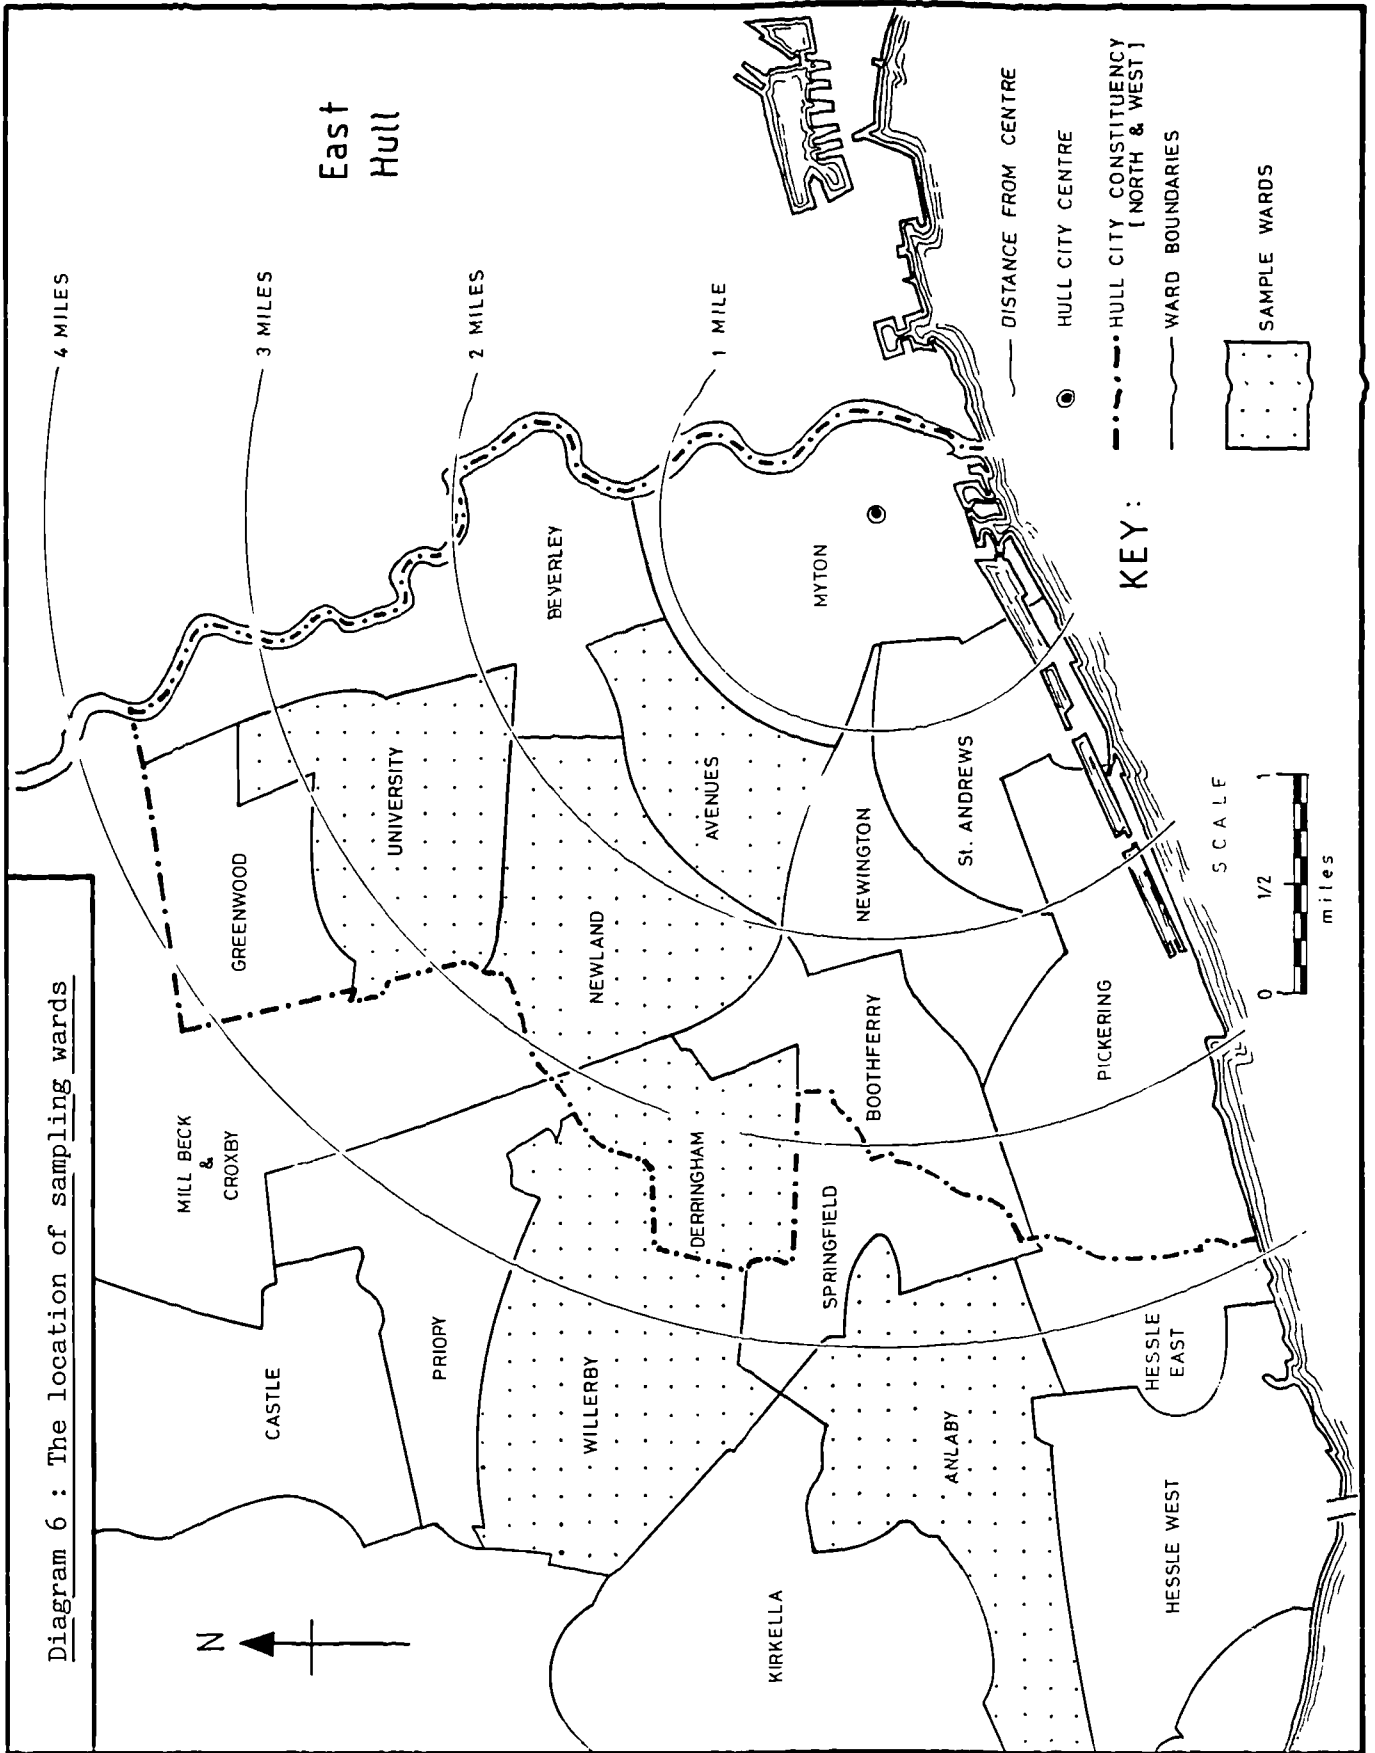 Diagram 6 : The location of sampling wards
N
East
Hull
4 MILES
3 MILES
2 MILES
1 MILE
MILL BECK
&
CROXBY
GREENWOOD
UNIVERSITY
BEVERLEY
CASTLE
PRIORY
WILLERBY
NEWLAND
AVENUES
MYTON
DERRINGHAM
KIRKELLA
SPRINGFIELD
BOOTHFERRY
NEWINGTON
St. ANDREWS
ANLABY
PICKERING
HESSLE
EAST
HESSLE WEST
KEY :
DISTANCE FROM CENTRE
HULL CITY CENTRE
HULL CITY CONSTITUENCY
[ NORTH & WEST ]
WARD BOUNDARIES
SAMPLE WARDS
SCALE
0 1/2 1
miles